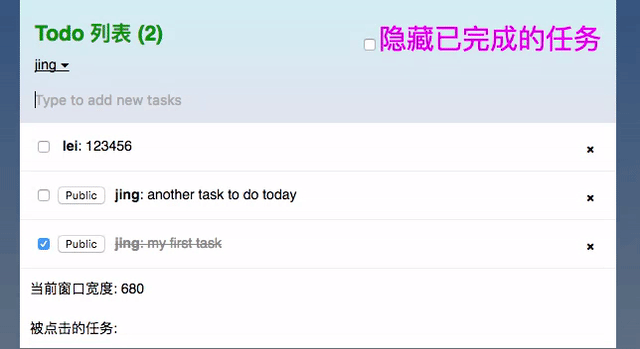 Todo 列表 (2)
隐藏已完成的任务
jing
Type to add new tasks
lei: 123456
Public jing: another task to do today
Public jing: my first task
当前窗口宽度: 680
被点击的任务: